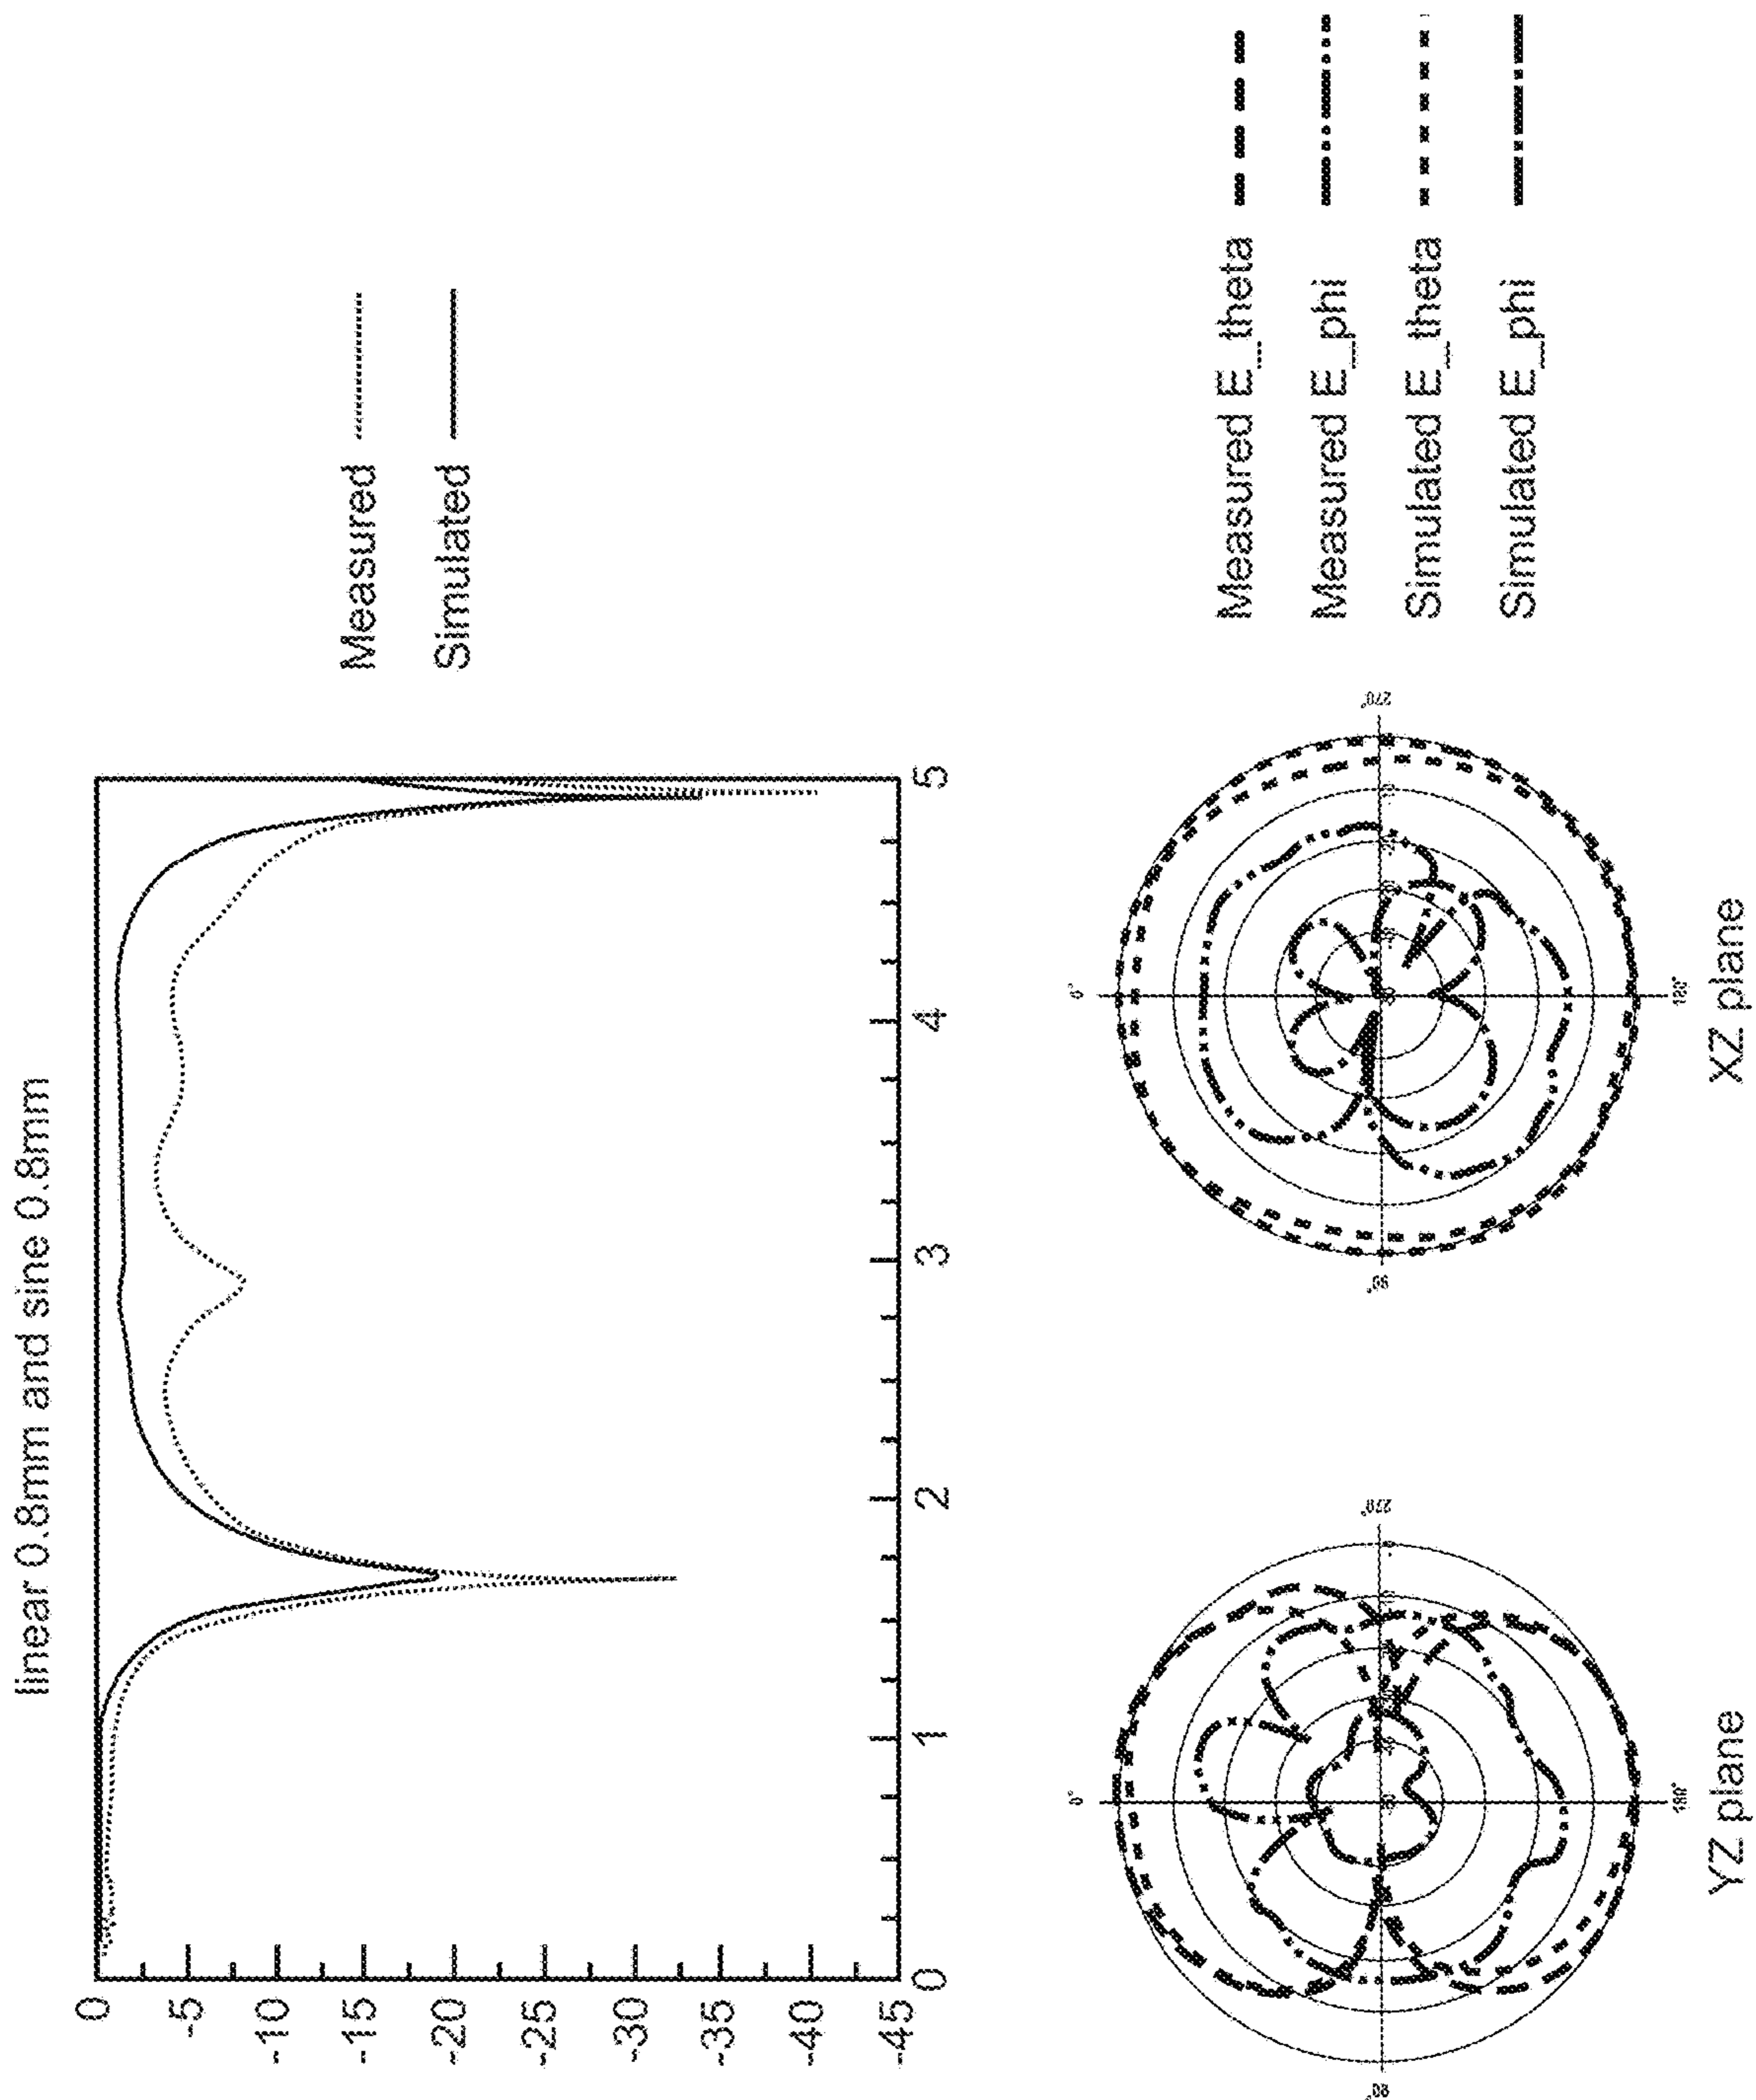 linear 0.8mm and sine 0.8mm
0
-5
-10
-15
-20
-25
-30
-35
-40
-45
0 1 2 3 4 5
Measured
Simulated
0°
90°
270°
180°
YZ plane
0°
90°
270°
180°
XZ plane
Measured E_theta
Measured E_phi
Simulated E_theta
Simulated E_phi